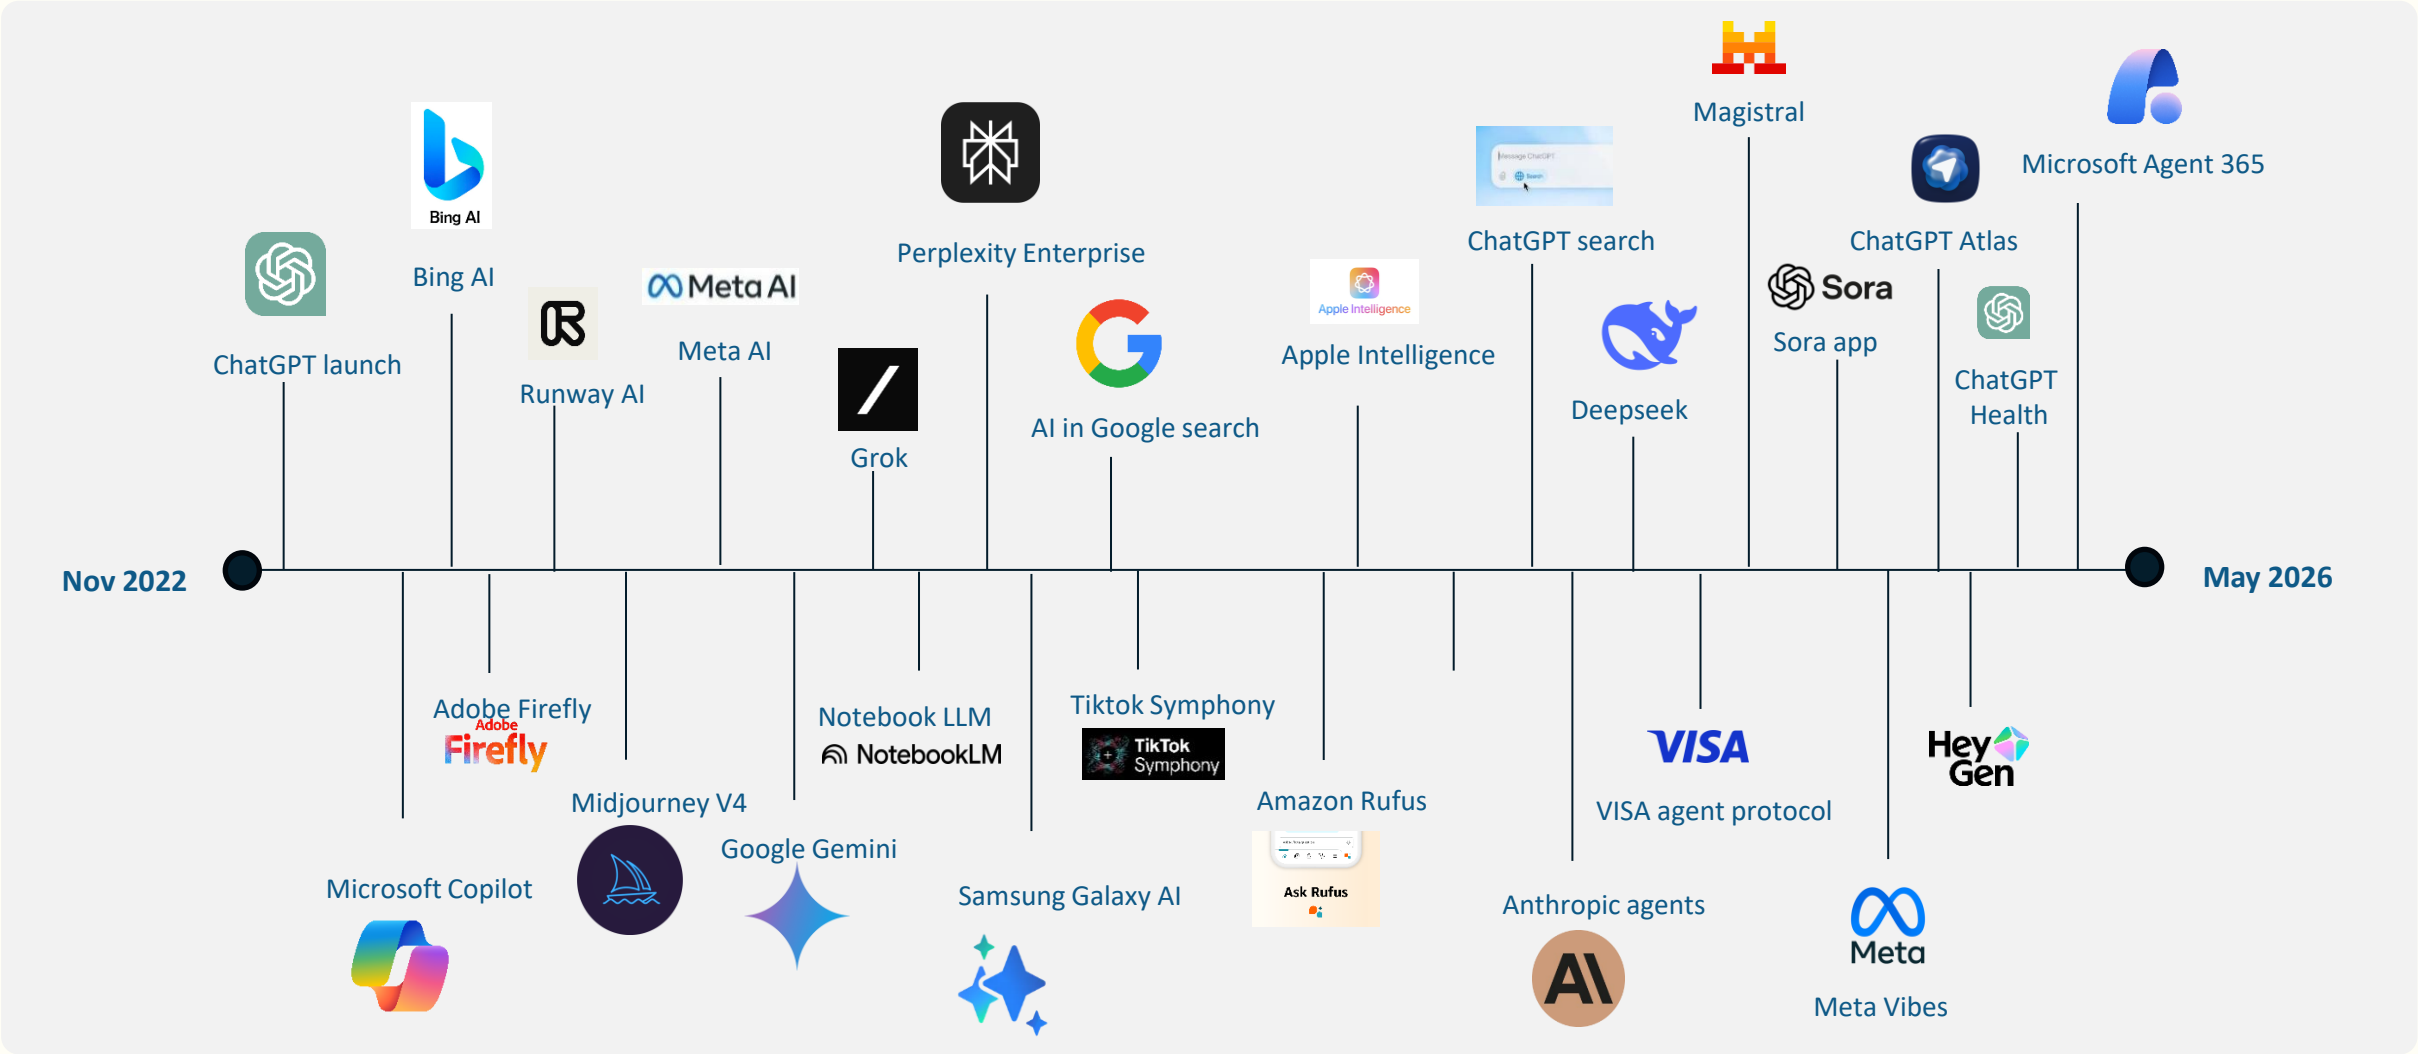 Magistral
Microsoft Agent 365
Bing AI
Bing AI
Message ChatGPT
Search
ChatGPT search
ChatGPT Atlas
Perplexity Enterprise
Meta AI
Meta AI
Apple Intelligence
Apple Intelligence
Sora
Sora app
ChatGPT launch
Runway AI
Grok
AI in Google search
Deepseek
ChatGPT
Health
Nov 2022
May 2026
Adobe Firefly
Adobe
Firefly
Notebook LLM
NotebookLM
Tiktok Symphony
TikTok
Symphony
VISA
VISA agent protocol
Hey
Gen
Midjourney V4
Amazon Rufus
Ask Rufus
Google Gemini
Microsoft Copilot
Samsung Galaxy AI
Anthropic agents
AI
Meta
Meta Vibes